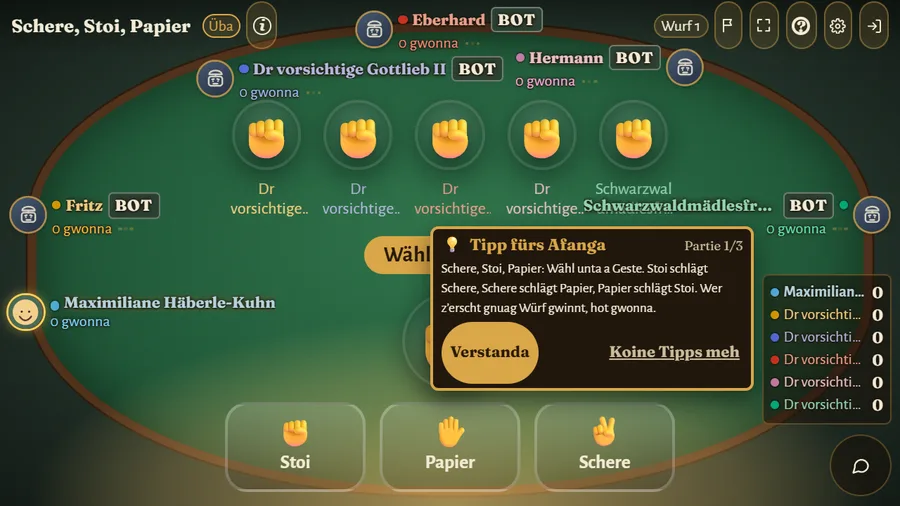 Schere, Stoi, Papier
Üba
Eberhard BOT
0 gwonna
Wurf 1
Dr vorsichtige Gottlieb II BOT
0 gwonna
Hermann BOT
0 gwonna
Dr vorsichtige..
Dr vorsichtige..
Dr vorsichtige..
Dr vorsichtige..
Schwarzwal
Fritz BOT
0 gwonna
Schwarzwaldmädlesfr... BOT
0 gwonna
Wähl
Tipp fürs Afanga
Partie 1/3
Schere, Stoi, Papier: Wähl unta a Geste. Stoi schlägt
Schere, Schere schlägt Papier, Papier schlägt Stoi. Wer
z'erscht gnuag Würf gwinnt, hot gwonna.
Verstanda
Koine Tipps meh
Maximiliane Häberle-Kuhn
0 gwonna
Maximilian... 0
Dr vorsichti... 0
Dr vorsichti... 0
Dr vorsichti... 0
Dr vorsichti... 0
Dr vorsichti... 0
Stoi
Papier
Schere